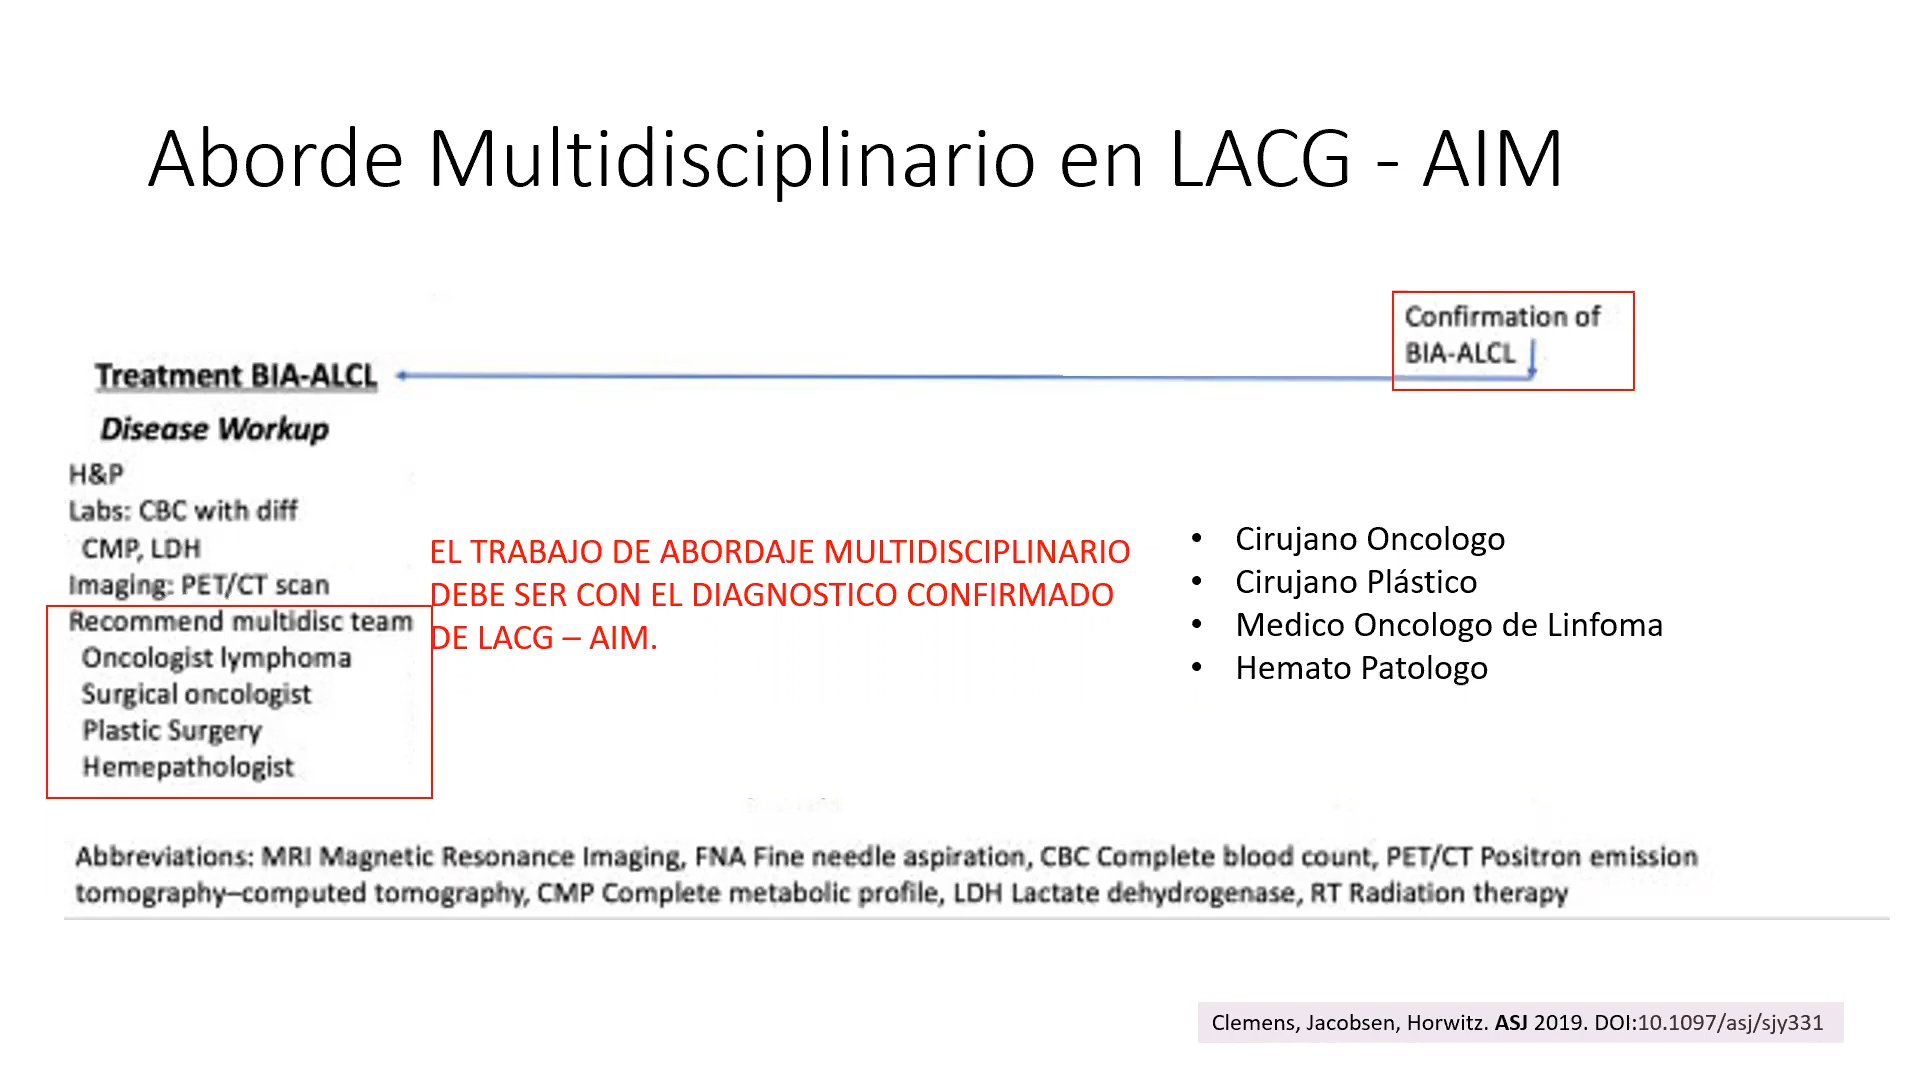 Aborde Multidisciplinario en LACG - AIM
Confirmation of
BIA-ALCL
Treatment BIA-ALCL
Disease Workup
H&P
Labs: CBC with diff
CMP, LDH
Imaging: PET/CT scan
Recommend multidisc team
Oncologist lymphoma
Surgical oncologist
Plastic Surgery
Hemepathologist
EL TRABAJO DE ABORDAJE MULTIDISCIPLINARIO
DEBE SER CON EL DIAGNOSTICO CONFIRMADO
DE LACG – AIM.
• Cirujano Oncologo
• Cirujano Plástico
• Medico Oncologo de Linfoma
• Hemato Patologo
Abbreviations: MRI Magnetic Resonance Imaging, FNA Fine needle aspiration, CBC Complete blood count, PET/CT Positron emission
tomography–computed tomography, CMP Complete metabolic profile, LDH Lactate dehydrogenase, RT Radiation therapy
Clemens, Jacobsen, Horwitz. ASJ 2019. DOI:10.1097/asj/sjy331